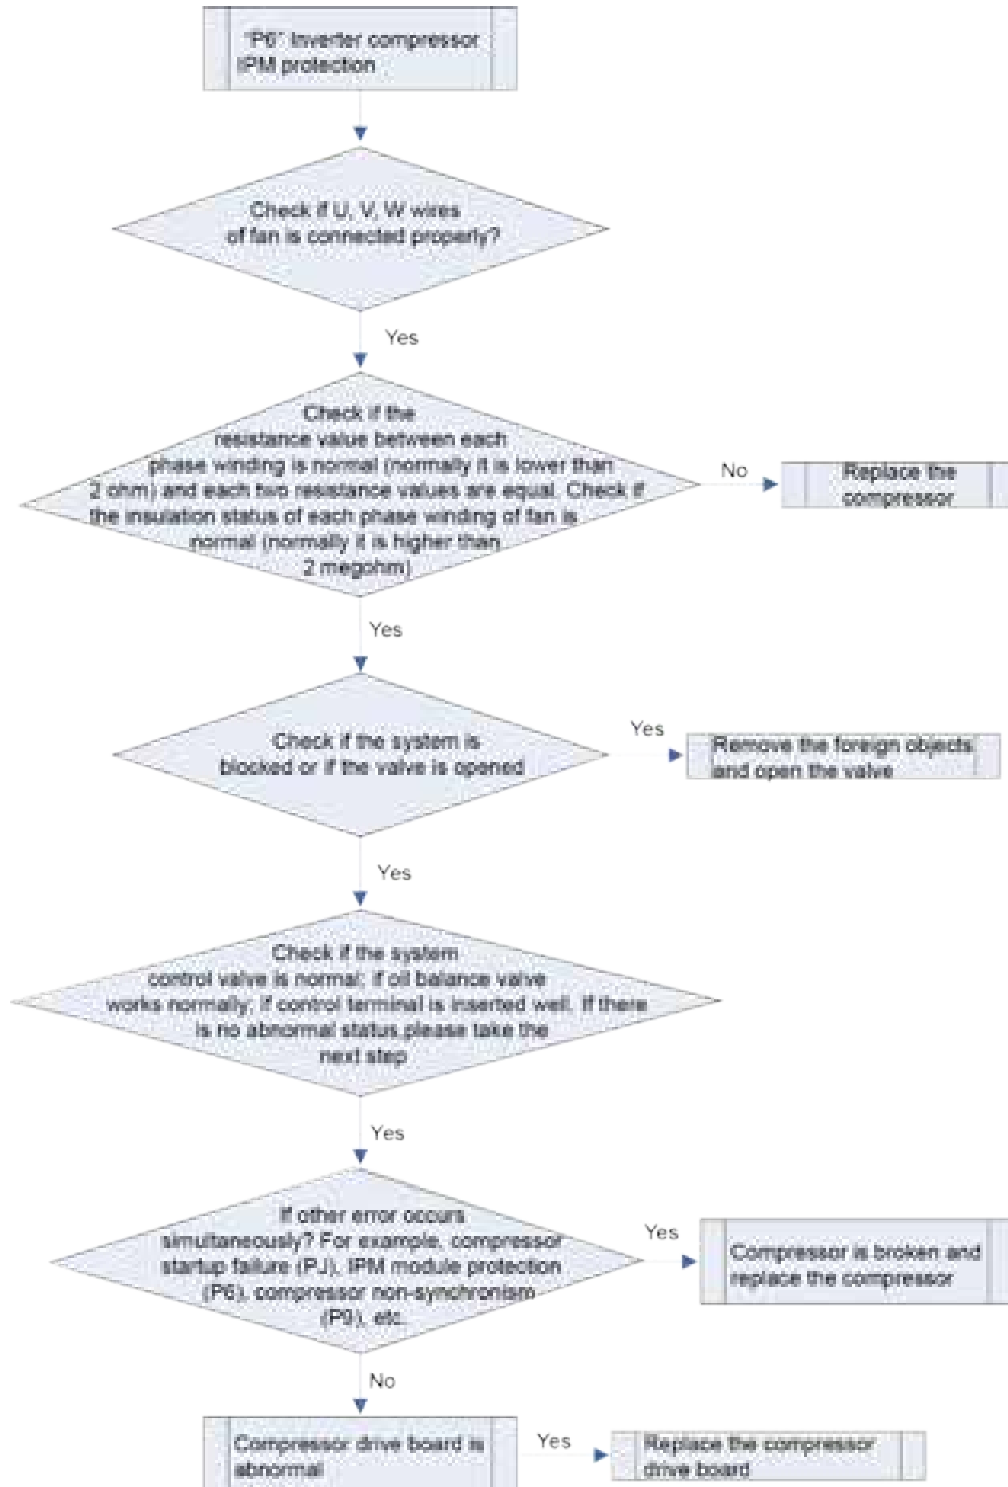 "P6" Inverter compressor
IPM protection
Check if U, V, W wires
of fan is connected properly?
Yes
Check if the
resistance value between each
phase winding is normal (normally it is lower than
2 ohm) and each two resistance values are equal. Check if
the insulation status of each phase winding of fan is
normal (normally it is higher than
2 megohm)
No
Replace the
compressor
Yes
Check if the system is
blocked or if the valve is opened
Yes
Remove the foreign objects
and open the valve
Yes
Check if the system
control valve is normal; if oil balance valve
works normally; if control terminal is inserted well. If there
is no abnormal status,please take the
next step
Yes
If other error occurs
simultaneously? For example, compressor
startup failure (PJ), IPM module protection
(P6), compressor non-synchronism
(P9), etc.
Yes
Compressor is broken and
replace the compressor
No
Compressor drive board is
abnormal
Yes
Replace the compressor
drive board